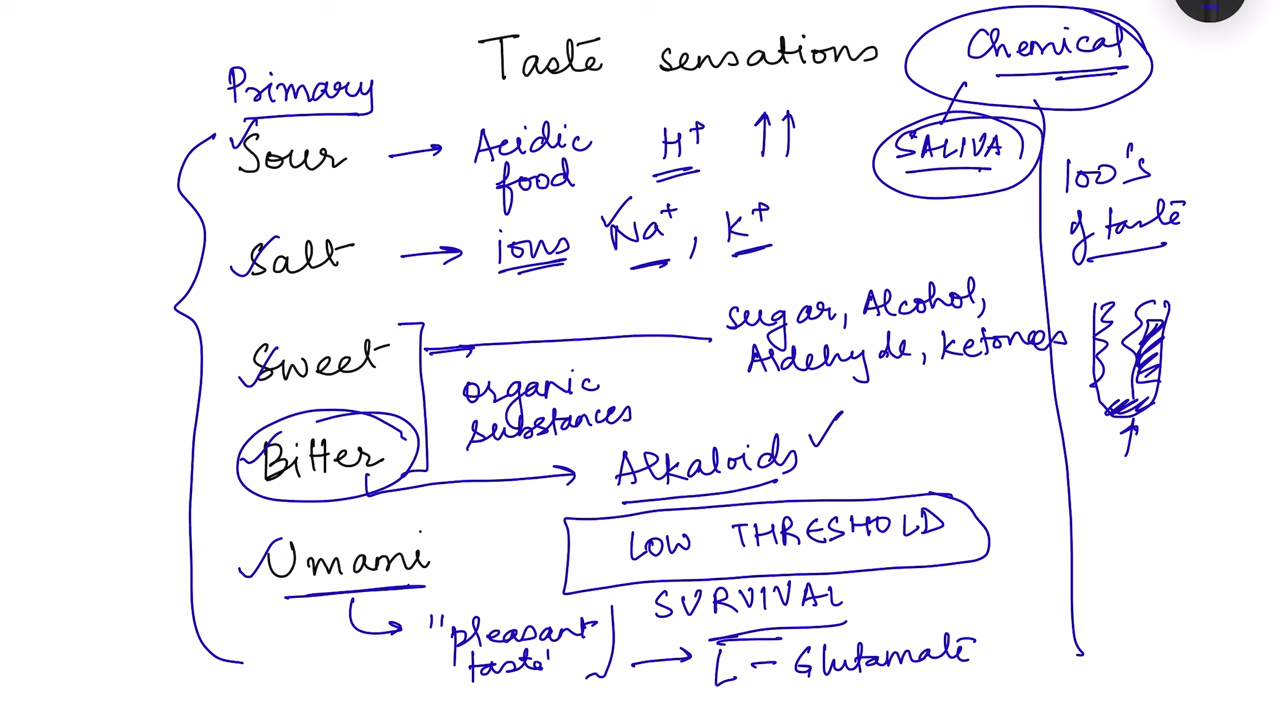 Taste sensations
Chemical
SALIVA
100's
of taste
Primary
Sour → Acidic food H+ ↑↑
Salt → ions Na+, K+
Sweet
sugar, Alcohol,
Aldehyde, Ketones
organic
substances
Bitter → Alkaloids
LOW THRESHOLD
SURVIVAL
Umami
"pleasant
taste" → L - Glutamate